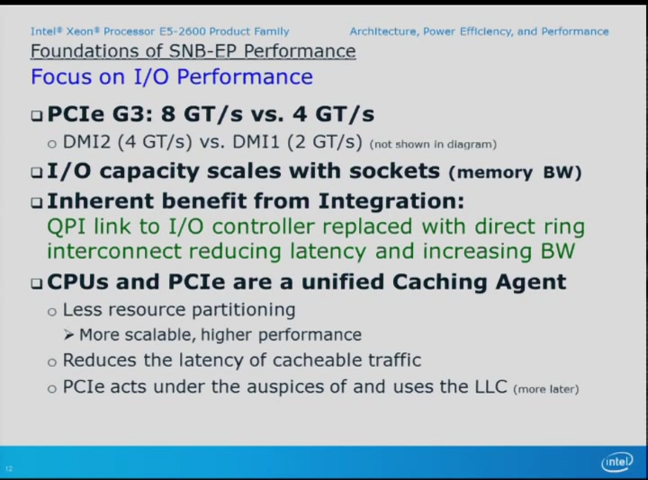 Intel® Xeon® Processor E5-2600 Product Family
Architecture, Power Efficiency, and Performance
Foundations of SNB-EP Performance
Focus on I/O Performance
❑ PCIe G3: 8 GT/s vs. 4 GT/s
○ DMI2 (4 GT/s) vs. DMI1 (2 GT/s) (not shown in diagram)
❑ I/O capacity scales with sockets (memory BW)
❑ Inherent benefit from Integration:
QPI link to I/O controller replaced with direct ring
interconnect reducing latency and increasing BW
❑ CPUs and PCIe are a unified Caching Agent
○ Less resource partitioning
➢ More scalable, higher performance
○ Reduces the latency of cacheable traffic
○ PCIe acts under the auspices of and uses the LLC (more later)
12
intel